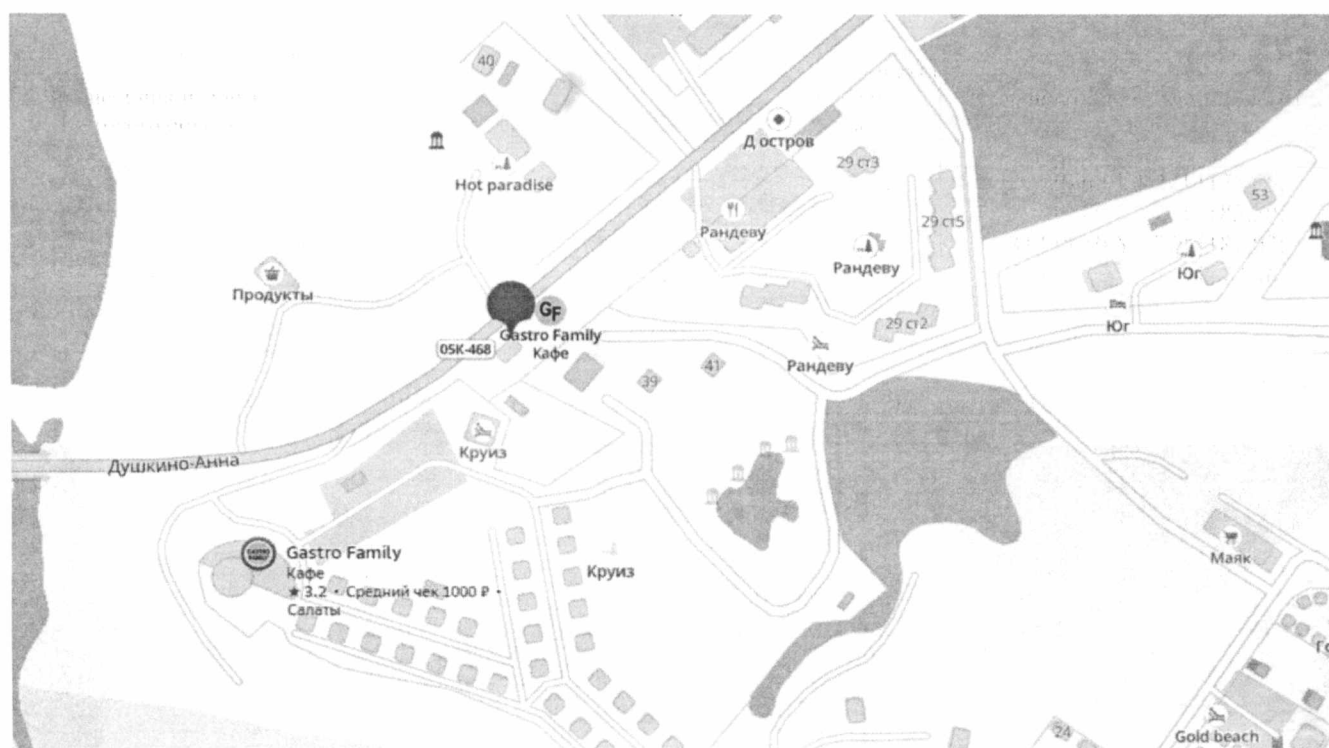 40
Д остров
29 ст3
Hot paradise
53
29 ст5
Рандеву
Рандеву
Юг
Продукты
GF
Gastro Family
Кафе
05К-468
29 ст2
Юг
Рандеву
41
39
Круиз
Душкино-Анна
Маяк
GASTRO
FAMILY
Gastro Family
Кафе
★ 3.2 • Средний чек 1000 ₽ •
Салаты
Круиз
24
Gold beach